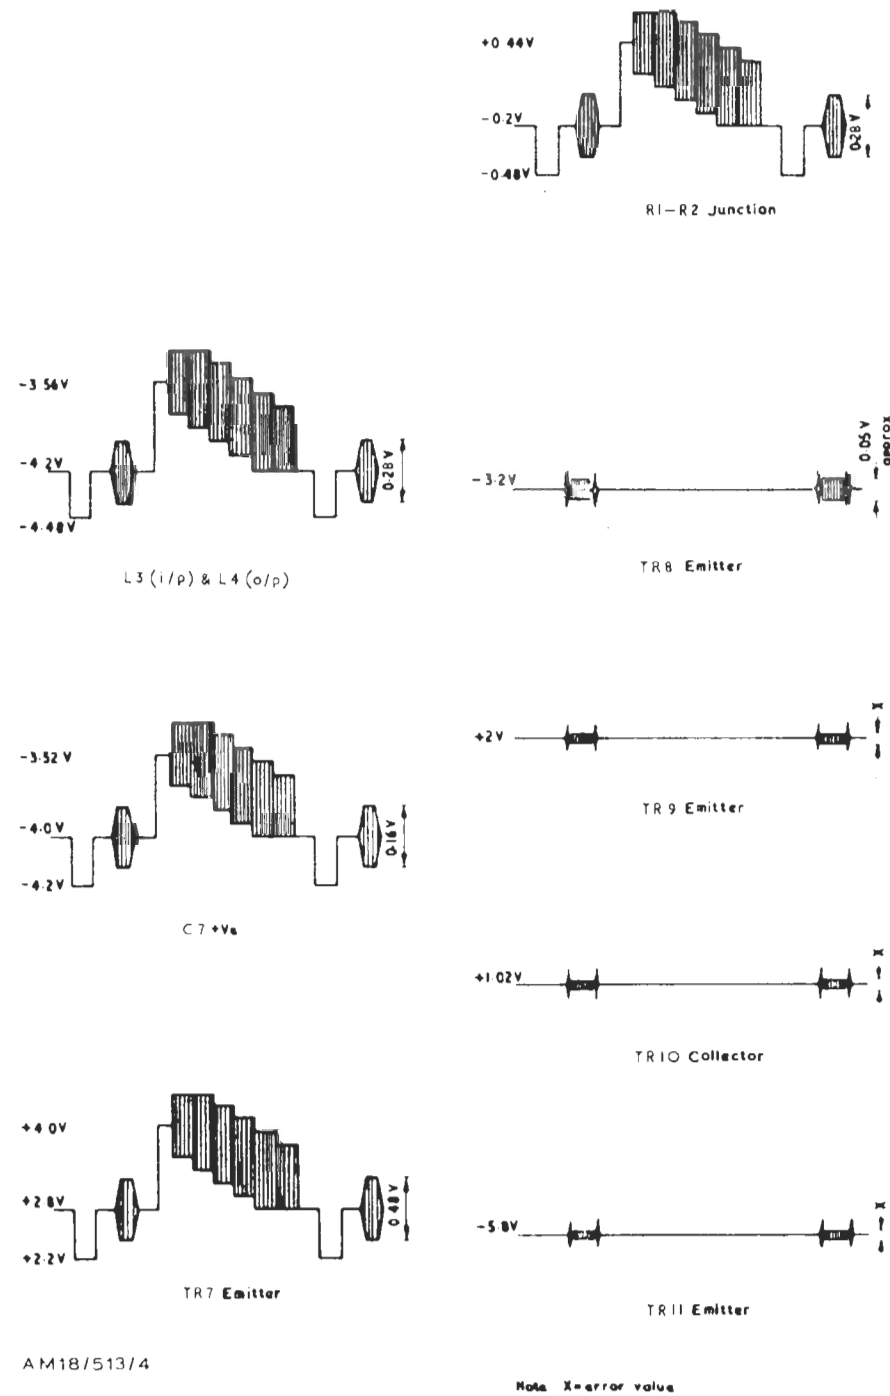 +0.44V
-0.2V
-0.48V
0.28V
R1-R2 Junction
-3.56V
-4.2V
-4.48V
0.28V
L3 (i/p) & L4 (o/p)
-3.2V
0.05V
approx
TR8 Emitter
-3.52V
-4.0V
-4.2V
0.16V
C7 +Ve
+2V
X
TR9 Emitter
+1.02V
X
TR10 Collector
+4.0V
+2.8V
+2.2V
0.48V
TR7 Emitter
-5.8V
X
TR11 Emitter
AM18/513/4
Note X=error value